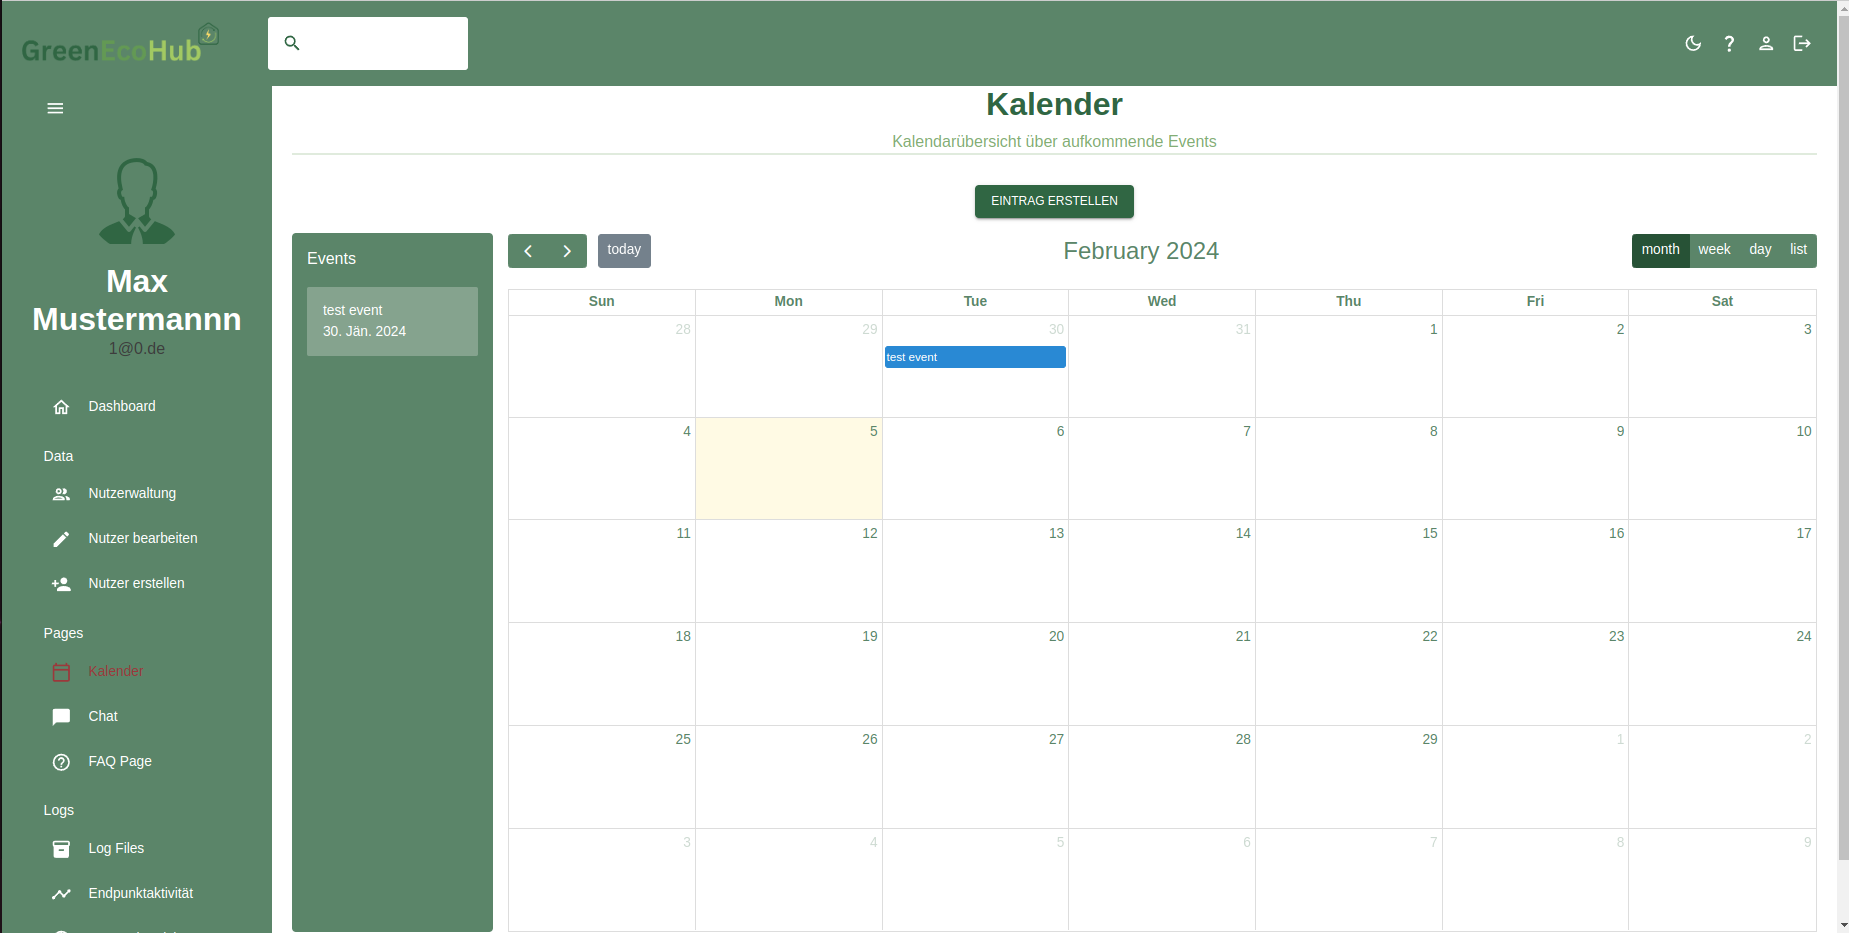 GreenEcoHub
Kalender
Kalendarübersicht über aufkommende Events
EINTRAG ERSTELLEN
Max
Mustermannn
1@0.de
Dashboard
Data
Nutzerwaltung
Nutzer bearbeiten
Nutzer erstellen
Pages
Kalender
Chat
FAQ Page
Logs
Log Files
Endpunktaktivität
Events
test event
30. Jän. 2024
today
February 2024
month week day list
Sun Mon Tue Wed Thu Fri Sat
28 29 30 31 1 2 3
test event
4 5 6 7 8 9 10
11 12 13 14 15 16 17
18 19 20 21 22 23 24
25 26 27 28 29 1 2
3 4 5 6 7 8 9